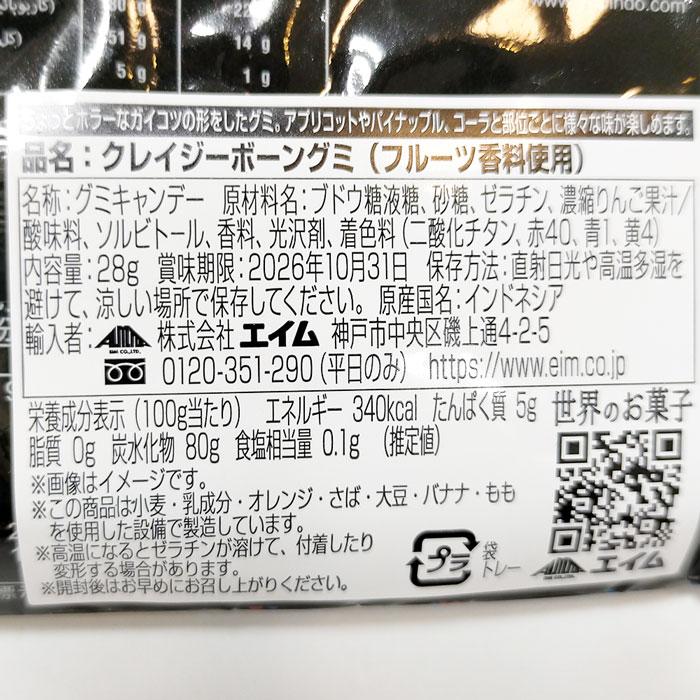 80 g
22
www.
indo.com
51 g
14 g
5 g
1 g
ちょっとホラーなガイコツの形をしたグミ。アプリコットやパイナップル、コーラと部位ごとに様々な味が楽しめます。
品名：クレイジーボーングミ（フルーツ香料使用）
名称：グミキャンデー 原材料名：ブドウ糖液糖、砂糖、ゼラチン、濃縮りんご果汁/
酸味料、ソルビトール、香料、光沢剤、着色料（二酸化チタン、赤40、青1、黄4）
内容量：28g 賞味期限：2026年10月31日 保存方法：直射日光や高温多湿を
避けて、涼しい場所で保存してください。 原産国名：インドネシア
輸入者： AIM EIM CO.,LTD. 株式会社エイム 神戸市中央区磯上通4-2-5
0120-351-290（平日のみ） https://www.eim.co.jp
栄養成分表示（100g当たり） エネルギー 340kcal たんぱく質 5g
脂質 0g 炭水化物 80g 食塩相当量 0.1g （推定値）
世界のお菓子
※画像はイメージです。
※この商品は小麦・乳成分・オレンジ・さば・大豆・バナナ・もも
を使用した設備で製造しています。
※高温になるとゼラチンが溶けて、付着したり
変形する場合があります。
※開封後はお早めにお召し上がりください。
プラ
袋
トレー
AIM EIM CO.,LTD. エイム